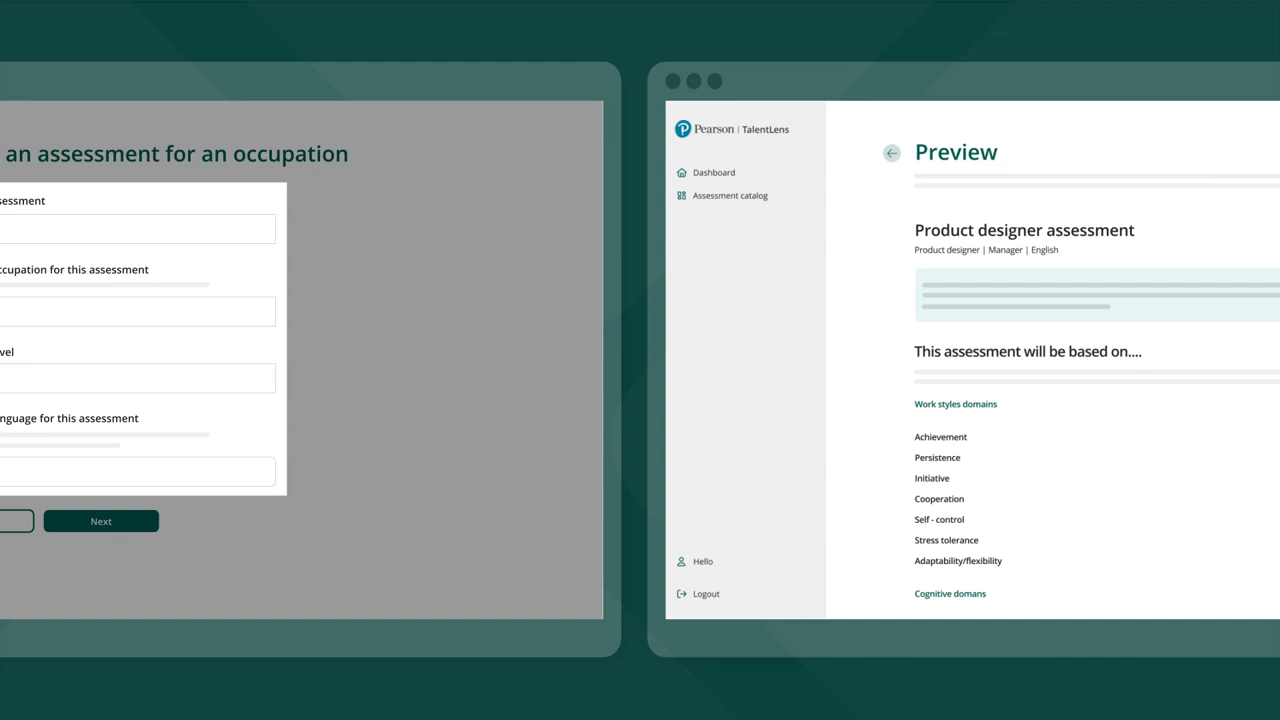 an assessment for an occupation
sessment
ccupation for this assessment
vel
nguage for this assessment
Next
Pearson | TalentLens
Dashboard
Assessment catalog
Hello
Logout
Preview
Product designer assessment
Product designer | Manager | English
This assessment will be based on....
Work styles domains
Achievement
Persistence
Initiative
Cooperation
Self - control
Stress tolerance
Adaptability/flexibility
Cognitive domans